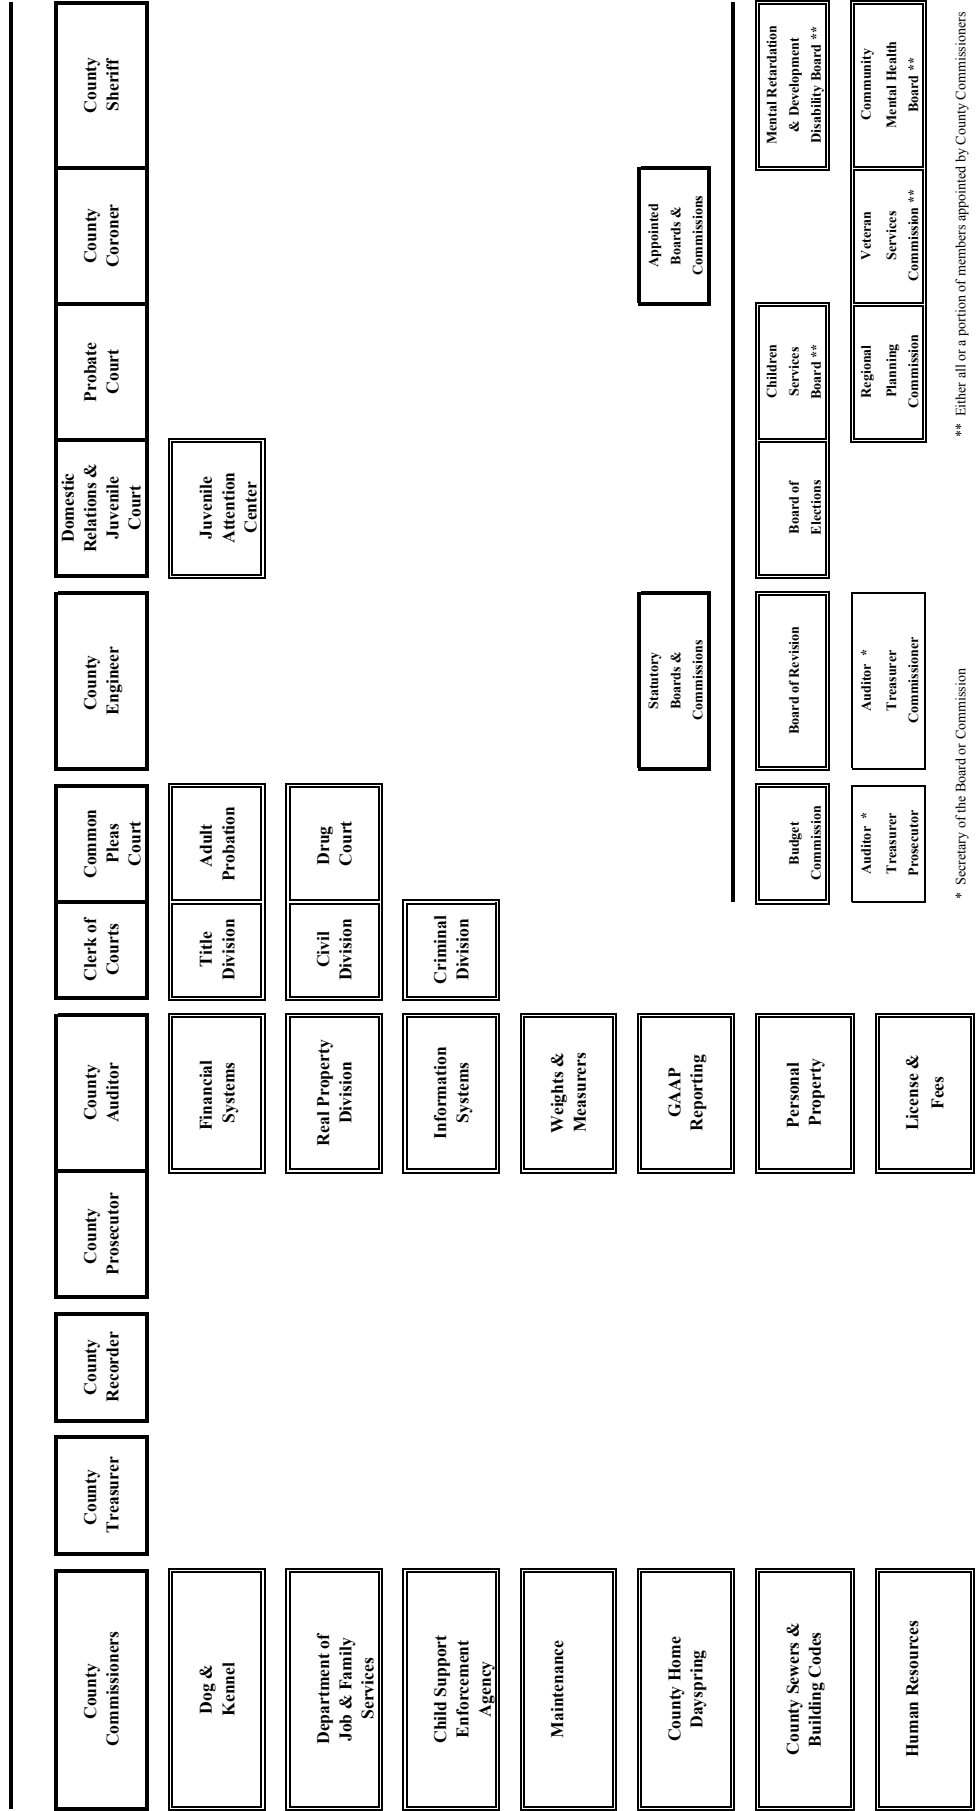 County
Commissioners
County
Treasurer
County
Recorder
County
Prosecutor
County
Auditor
Clerk of
Courts
Common
Pleas
Court
County
Engineer
Domestic
Relations &
Juvenile
Court
Probate
Court
County
Coroner
County
Sheriff
Dog &
Kennel
Financial
Systems
Title
Division
Adult
Probation
Juvenile
Attention
Center
Department of
Job & Family
Services
Real Property
Division
Civil
Division
Drug
Court
Child Support
Enforcement
Agency
Information
Systems
Criminal
Division
Maintenance
Weights &
Measurers
County Home
Dayspring
GAAP
Reporting
Statutory
Boards &
Commissions
Appointed
Boards &
Commissions
County Sewers &
Building Codes
Personal
Property
Budget
Commission
Board of Revision
Board of
Elections
Children
Services
Board **
Mental Retardation
& Development
Disability Board **
Human Resources
License &
Fees
Auditor *
Treasurer
Prosecutor
Auditor *
Treasurer
Commissioner
Regional
Planning
Commission
Veteran
Services
Commission **
Community
Mental Health
Board **
* Secretary of the Board or Commission
** Either all or a portion of members appointed by County Commissioners